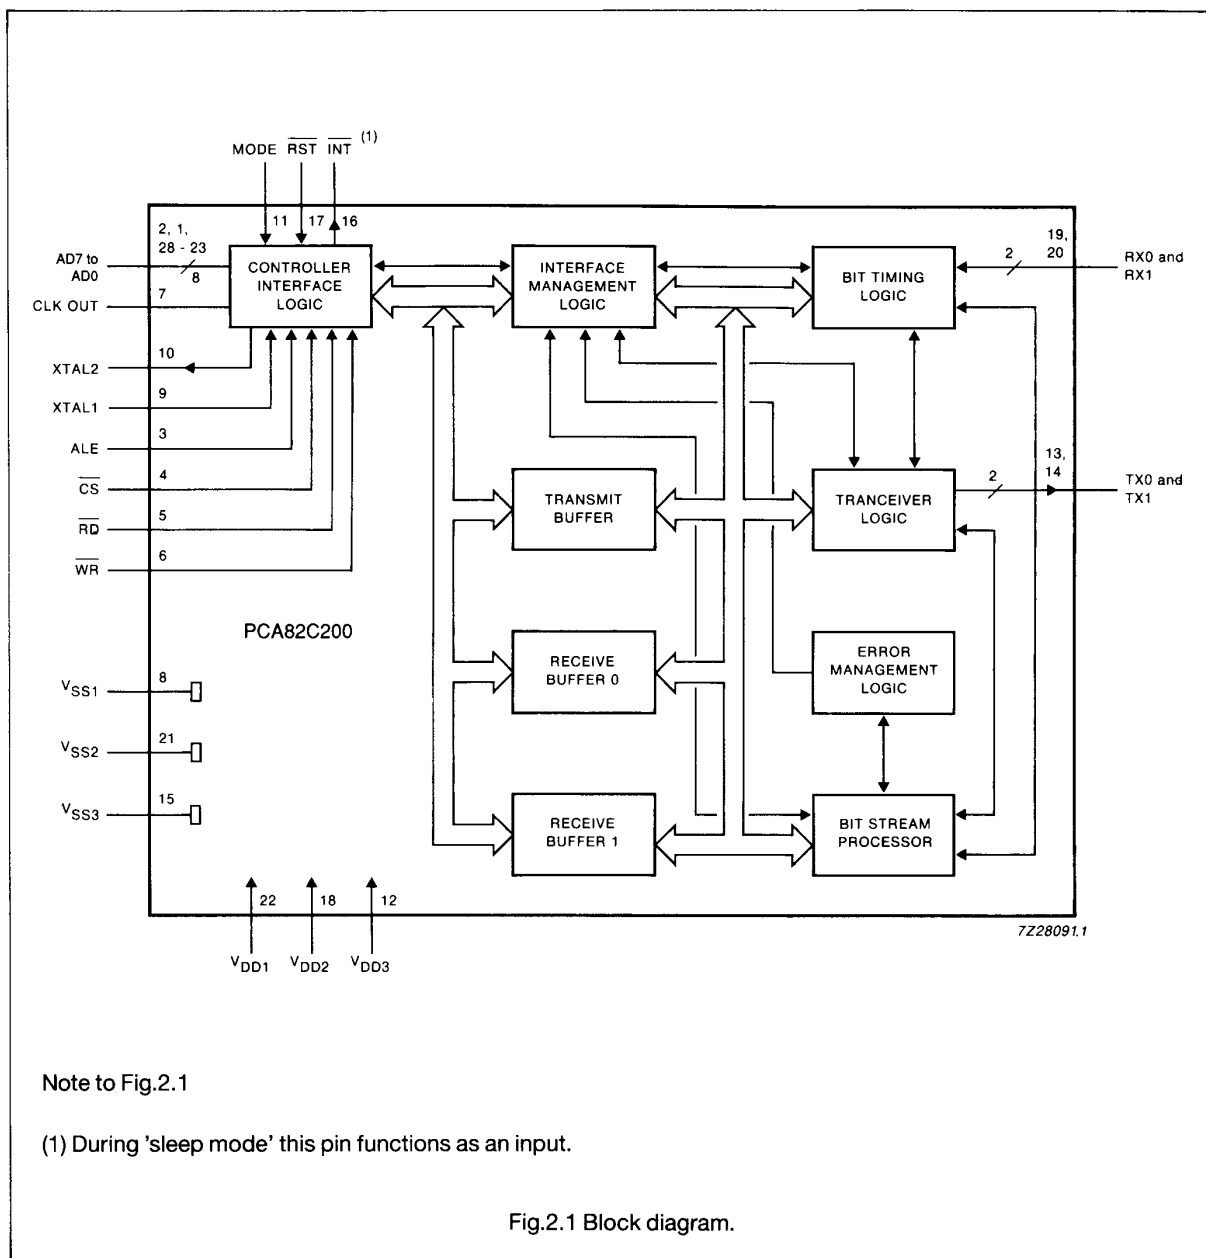 MODE R̅S̅T̅ I̅N̅T̅ (1)
11 17 16
2, 1,
28 - 23
8
AD7 to
AD0
7
CLK OUT
CONTROLLER
INTERFACE
LOGIC
INTERFACE
MANAGEMENT
LOGIC
BIT TIMING
LOGIC
2
19,
20
RX0 and
RX1
10
XTAL2
9
XTAL1
3
ALE
4
C̅S̅
5
R̅D̅
6
W̅R̅
TRANSMIT
BUFFER
TRANCEIVER
LOGIC
2
13,
14
TX0 and
TX1
PCA82C200
RECEIVE
BUFFER 0
ERROR
MANAGEMENT
LOGIC
8
VSS1
21
VSS2
15
VSS3
RECEIVE
BUFFER 1
BIT STREAM
PROCESSOR
22 18 12
VDD1 VDD2 VDD3
7Z28091.1
Note to Fig.2.1
(1) During 'sleep mode' this pin functions as an input.
Fig.2.1 Block diagram.